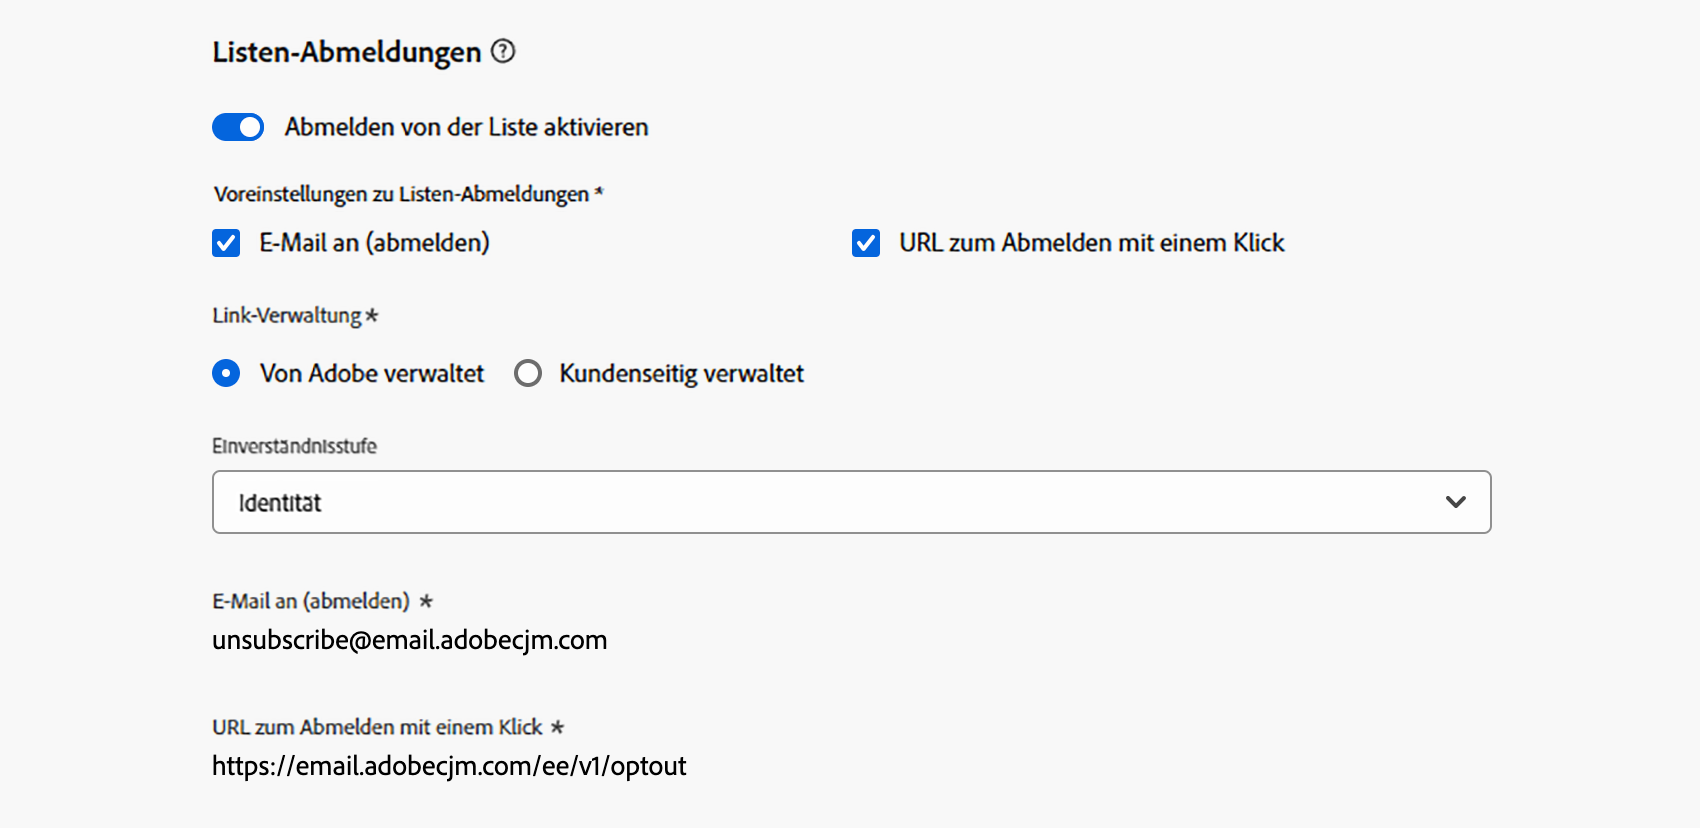 Listen-Abmeldungen ?
Abmelden von der Liste aktivieren
Voreinstellungen zu Listen-Abmeldungen *
E-Mail an (abmelden) URL zum Abmelden mit einem Klick
Link-Verwaltung *
Von Adobe verwaltet Kundenseitig verwaltet
Einverständnisstufe
Identität
E-Mail an (abmelden) *
unsubscribe@email.adobecjm.com
URL zum Abmelden mit einem Klick *
https://email.adobecjm.com/ee/v1/optout